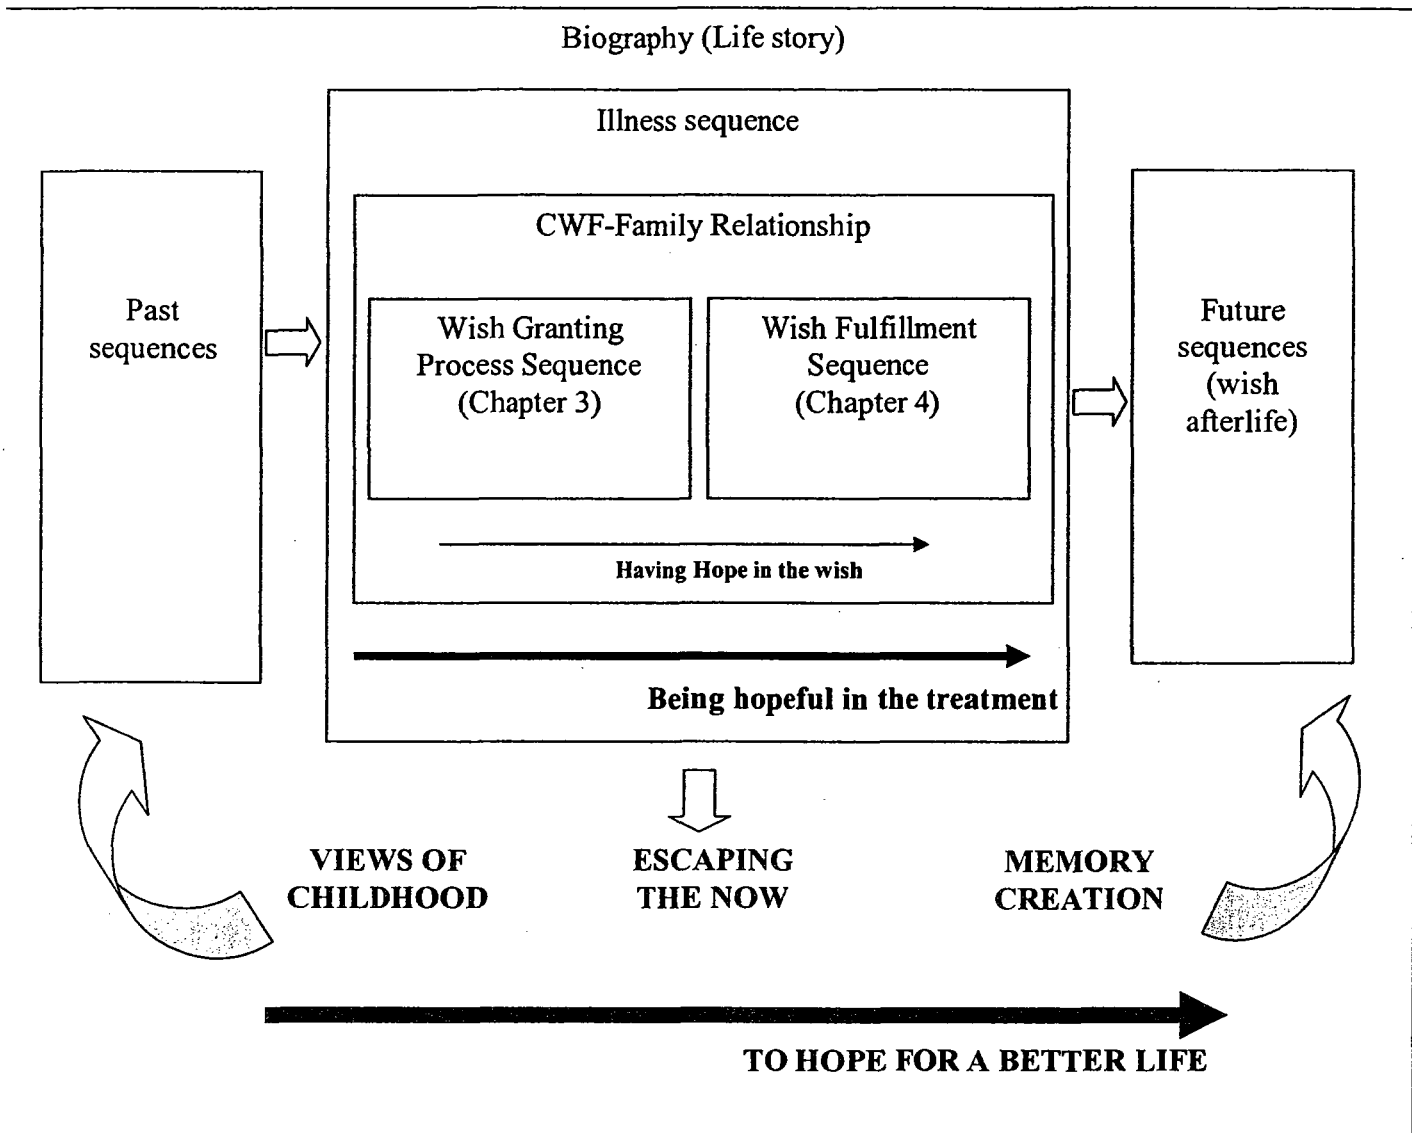 Biography (Life story)
Illness sequence
CWF-Family Relationship
Past
sequences
Wish Granting
Process Sequence
(Chapter 3)
Wish Fulfillment
Sequence
(Chapter 4)
Future
sequences
(wish
afterlife)
Having Hope in the wish
Being hopeful in the treatment
VIEWS OF
CHILDHOOD
ESCAPING
THE NOW
MEMORY
CREATION
TO HOPE FOR A BETTER LIFE